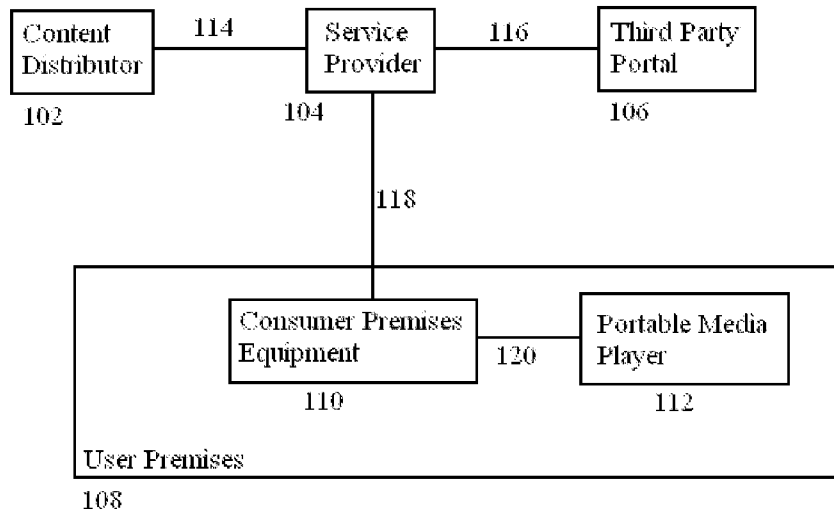 Content
Distributor
102
114
Service
Provider
104
116
Third Party
Portal
106
118
Consumer Premises
Equipment
110
120
Portable Media
Player
112
User Premises
108